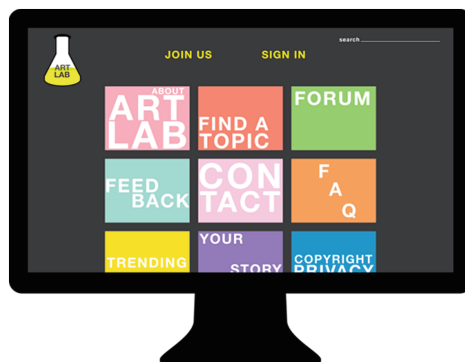 ART
LAB
JOIN US
SIGN IN
search
ABOUT
ART
LAB
FIND A
TOPIC
FORUM
FEED
BACK
CON
TACT
F
A
Q
TRENDING
YOUR
STORY
COPYRIGHT
PRIVACY